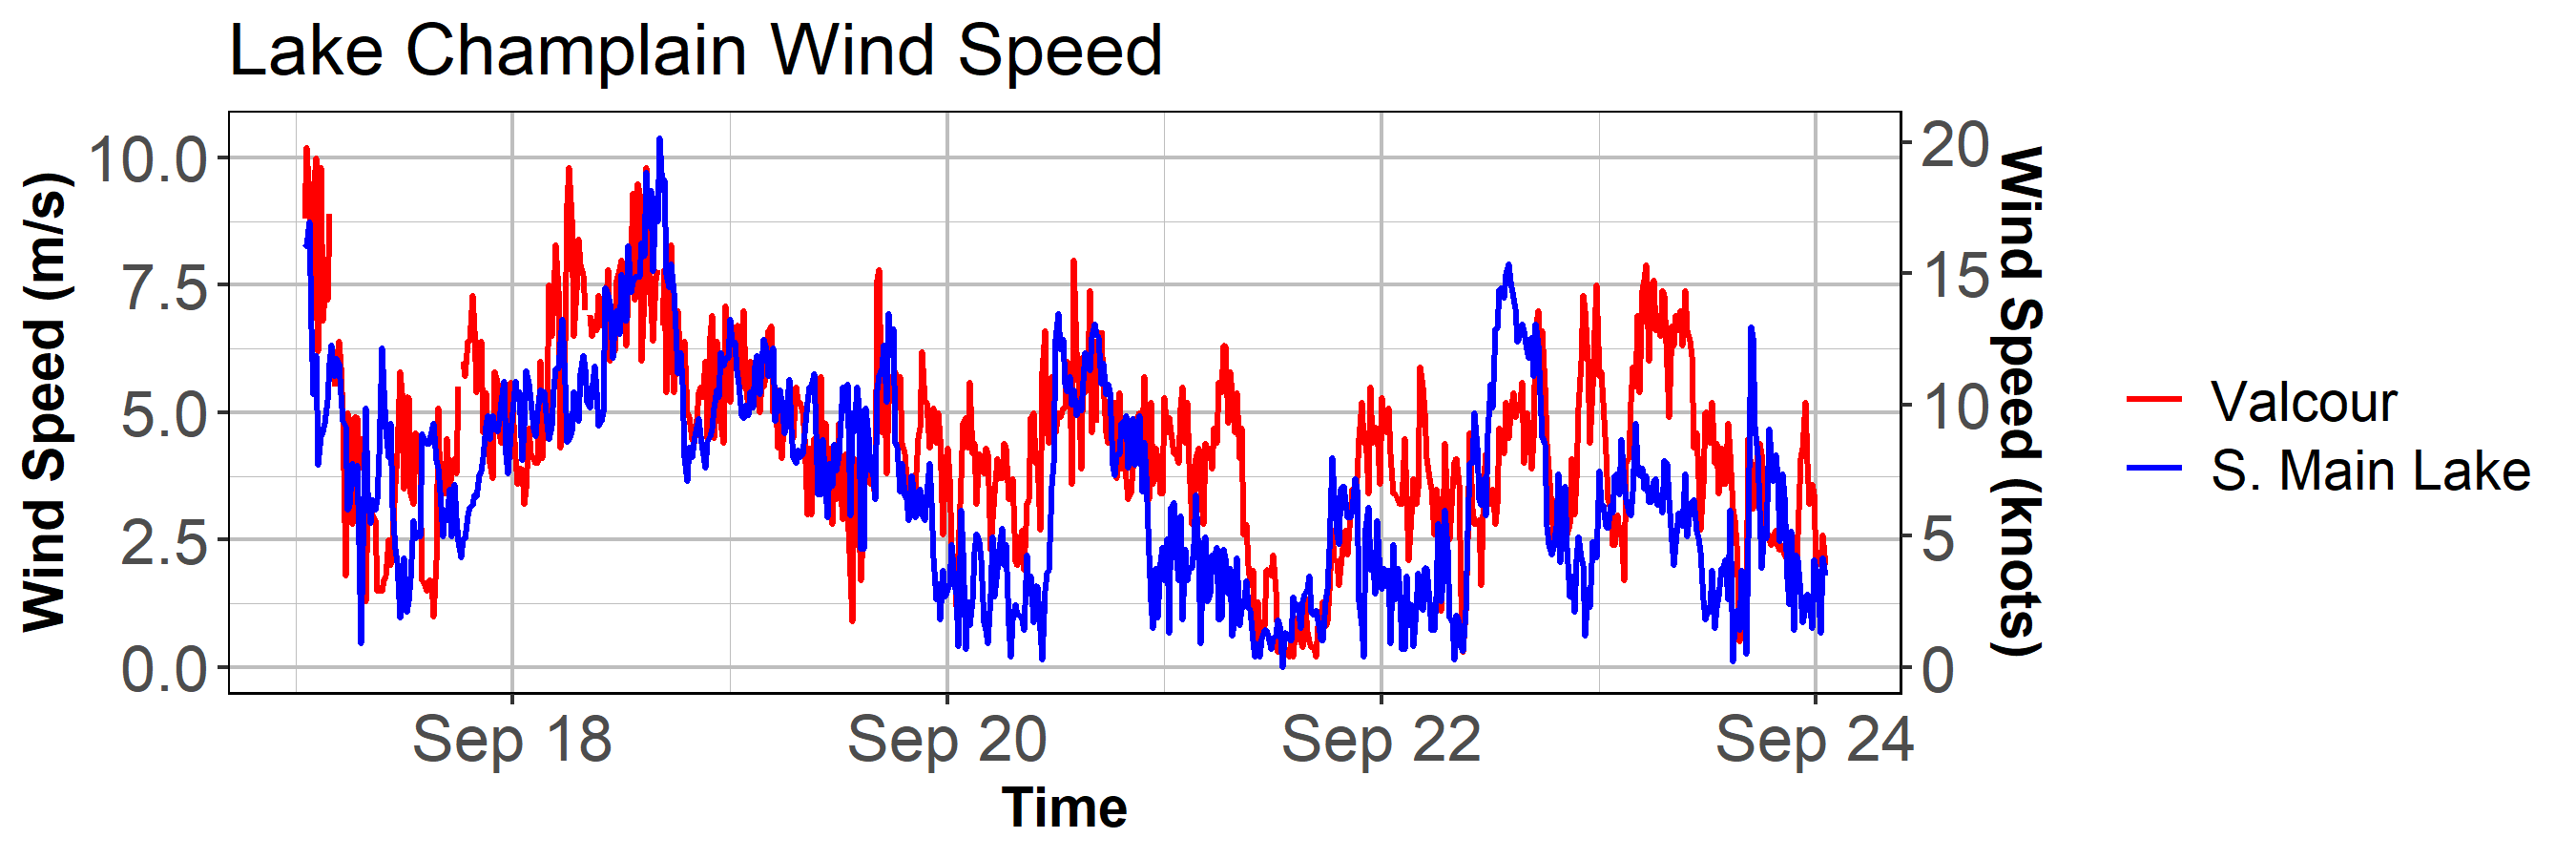 Lake Champlain Wind Speed
Wind Speed (m/s)
10.0
7.5
5.0
2.5
0.0
20
15
10
5
0
Wind Speed (knots)
Sep 18
Sep 20
Sep 22
Sep 24
Time
Valcour
S. Main Lake